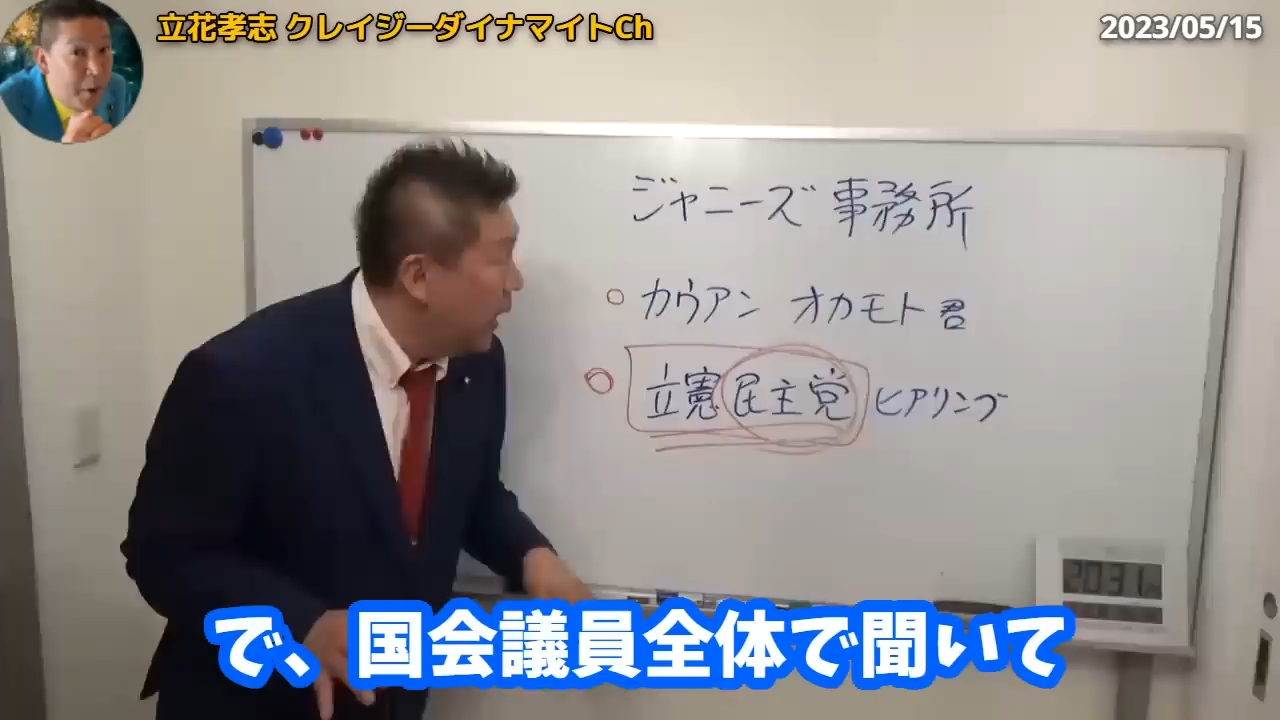 立花孝志 クレイジーダイナマイトCh
2023/05/15
ジャニーズ事務所
○ カウアン オカモト君
○ 立憲民主党 ヒアリング
20:31
で、国会議員全体で聞いて